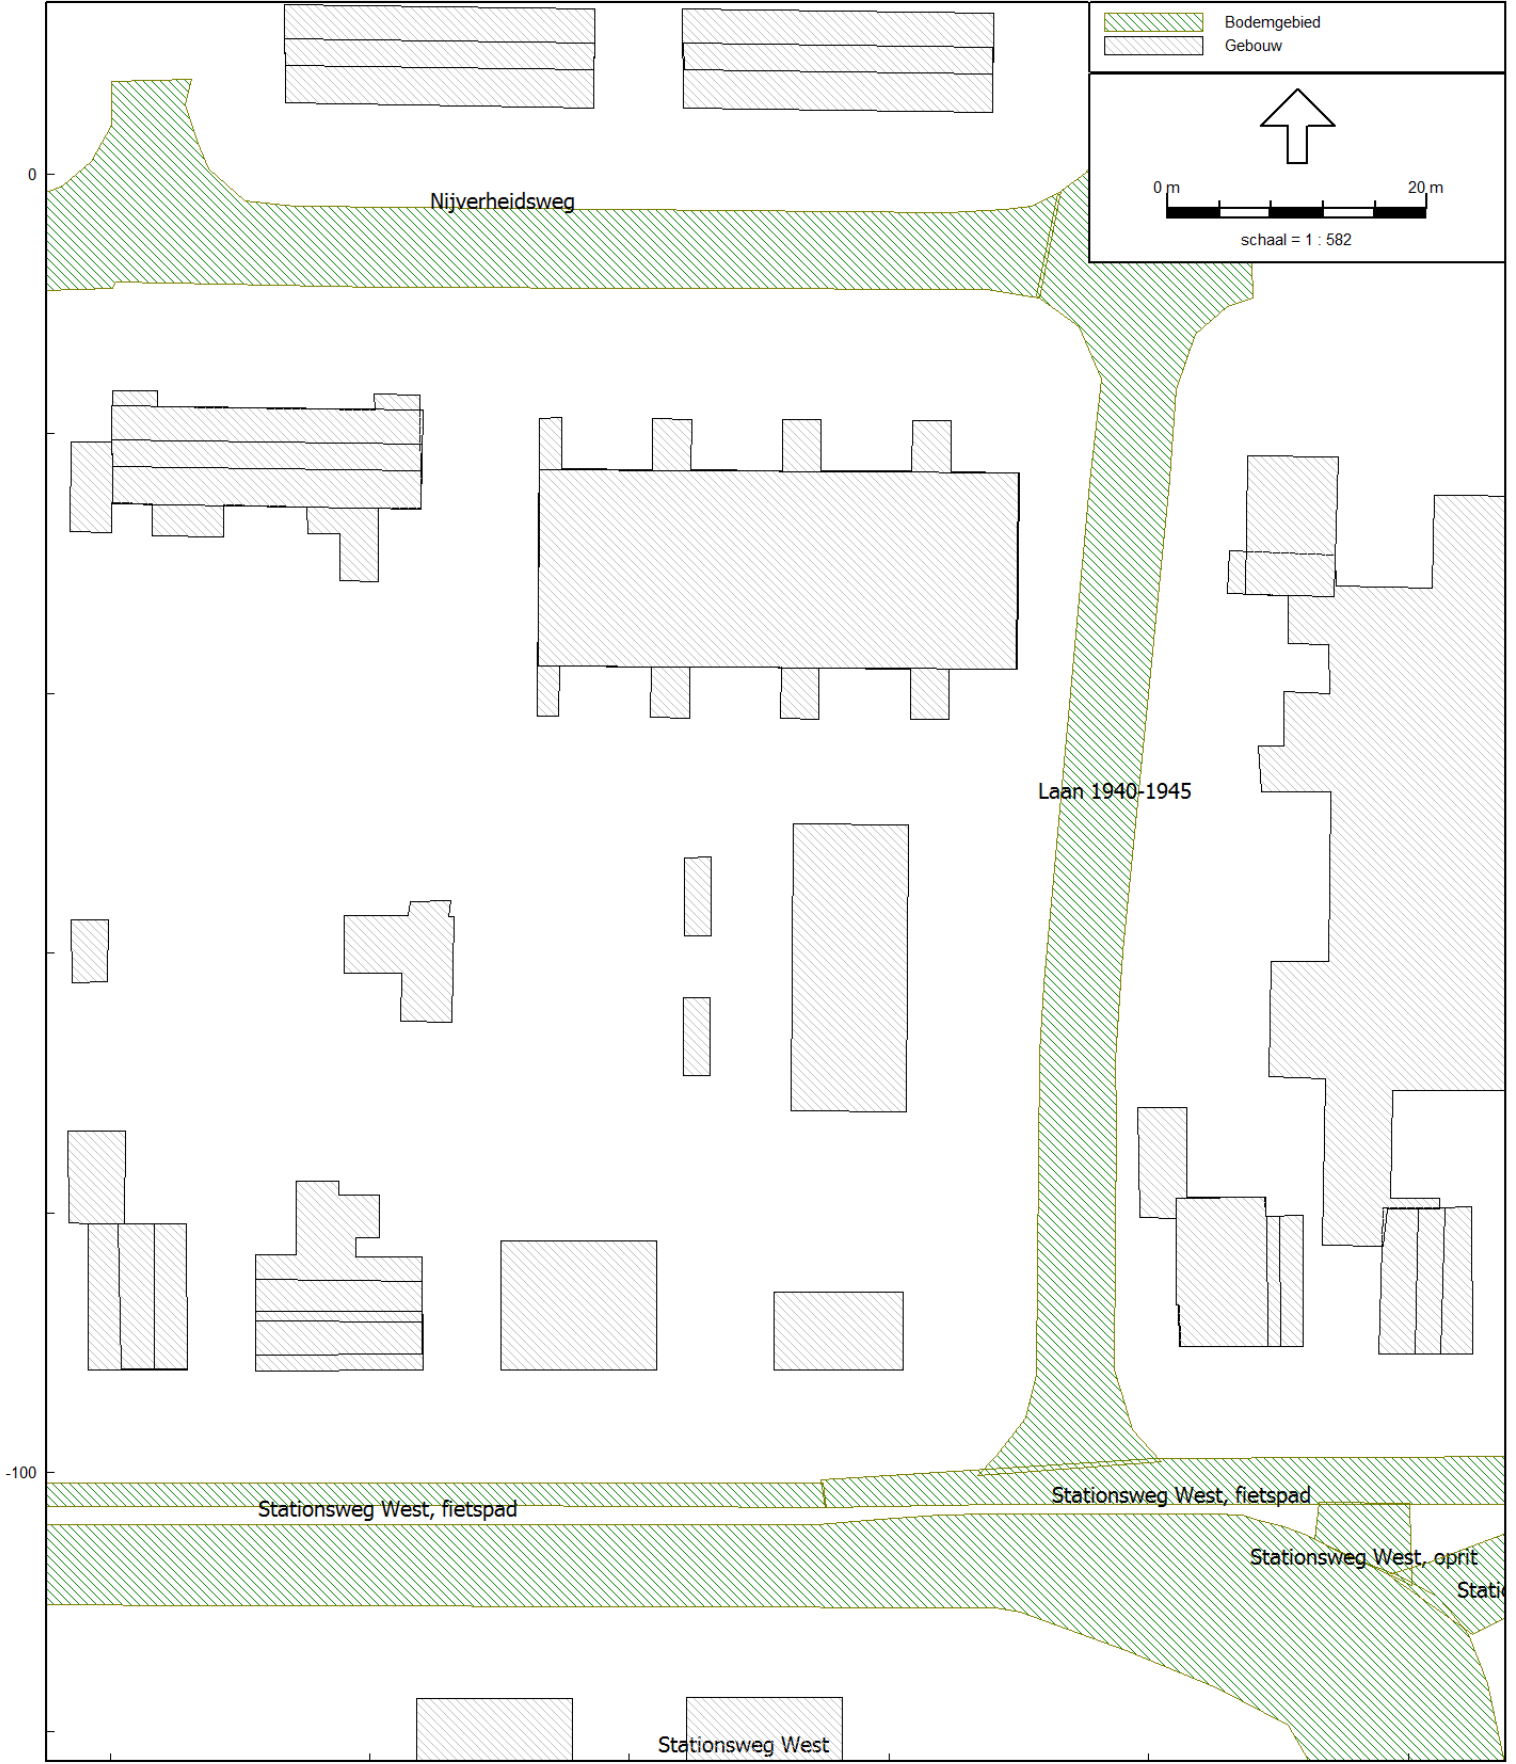 Bodemgebied
Gebouw
0 m 20 m
schaal = 1 : 582
0
Nijverheidsweg
Laan 1940-1945
-100
Stationsweg West, fietspad
Stationsweg West, fietspad
Stationsweg West, oprit
Static
Stationsweg West